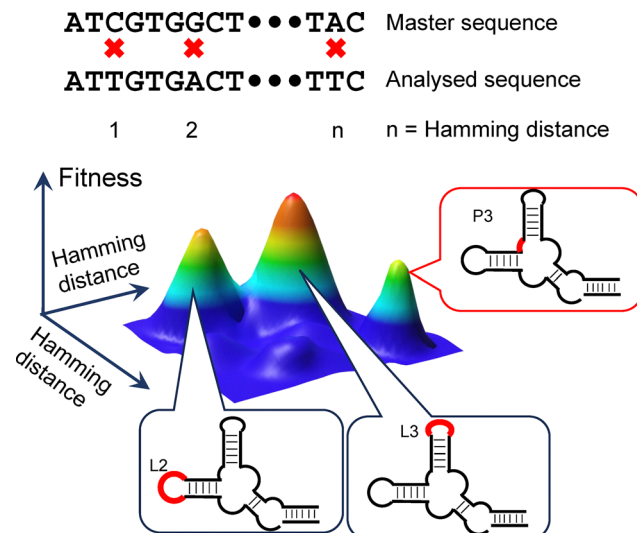 ATCGTGGCT•••TAC Master sequence
ATTGTGACT•••TTC Analysed sequence
1 2 n n = Hamming distance
Fitness
Hamming
distance
Hamming
distance
P3
L2
L3